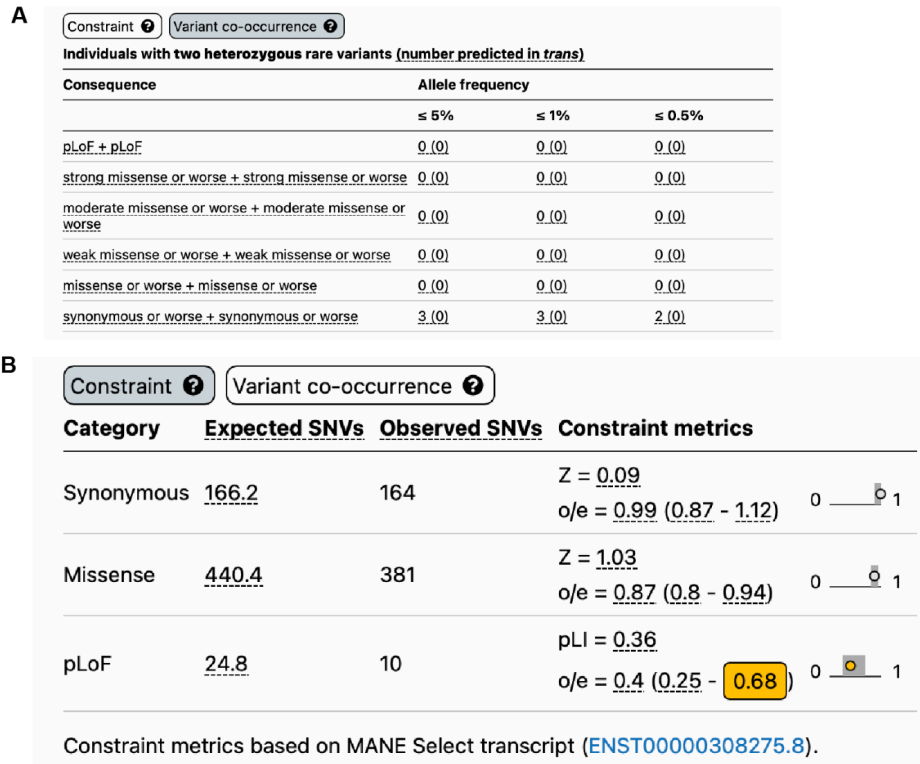 A
Constraint ?
Variant co-occurrence ?
Individuals with two heterozygous rare variants (number predicted in trans)
Consequence Allele frequency
≤ 5% ≤ 1% ≤ 0.5%
pLoF + pLoF 0 (0) 0 (0) 0 (0)
strong missense or worse + strong missense or worse 0 (0) 0 (0) 0 (0)
moderate missense or worse + moderate missense or
worse 0 (0) 0 (0) 0 (0)
weak missense or worse + weak missense or worse 0 (0) 0 (0) 0 (0)
missense or worse + missense or worse 0 (0) 0 (0) 0 (0)
synonymous or worse + synonymous or worse 3 (0) 3 (0) 2 (0)
B
Constraint ? Variant co-occurrence ?
Category Expected SNVs Observed SNVs Constraint metrics
Synonymous 166.2 164 Z = 0.09
o/e = 0.99 (0.87 - 1.12) 0 1
Missense 440.4 381 Z = 1.03
o/e = 0.87 (0.8 - 0.94) 0 1
pLoF 24.8 10 pLI = 0.36
o/e = 0.4 (0.25 - 0.68) 0 1
Constraint metrics based on MANE Select transcript (ENST00000308275.8).